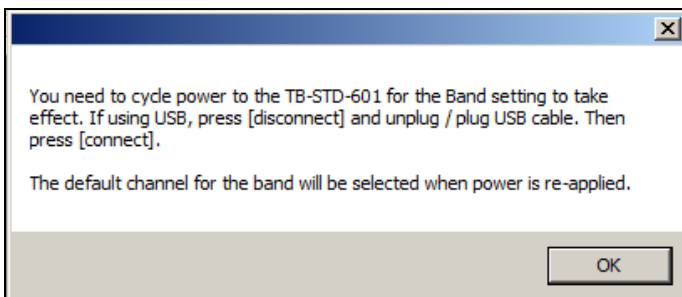 You need to cycle power to the TB-STD-601 for the Band setting to take
effect. If using USB, press [disconnect] and unplug / plug USB cable. Then
press [connect].
The default channel for the band will be selected when power is re-applied.
OK